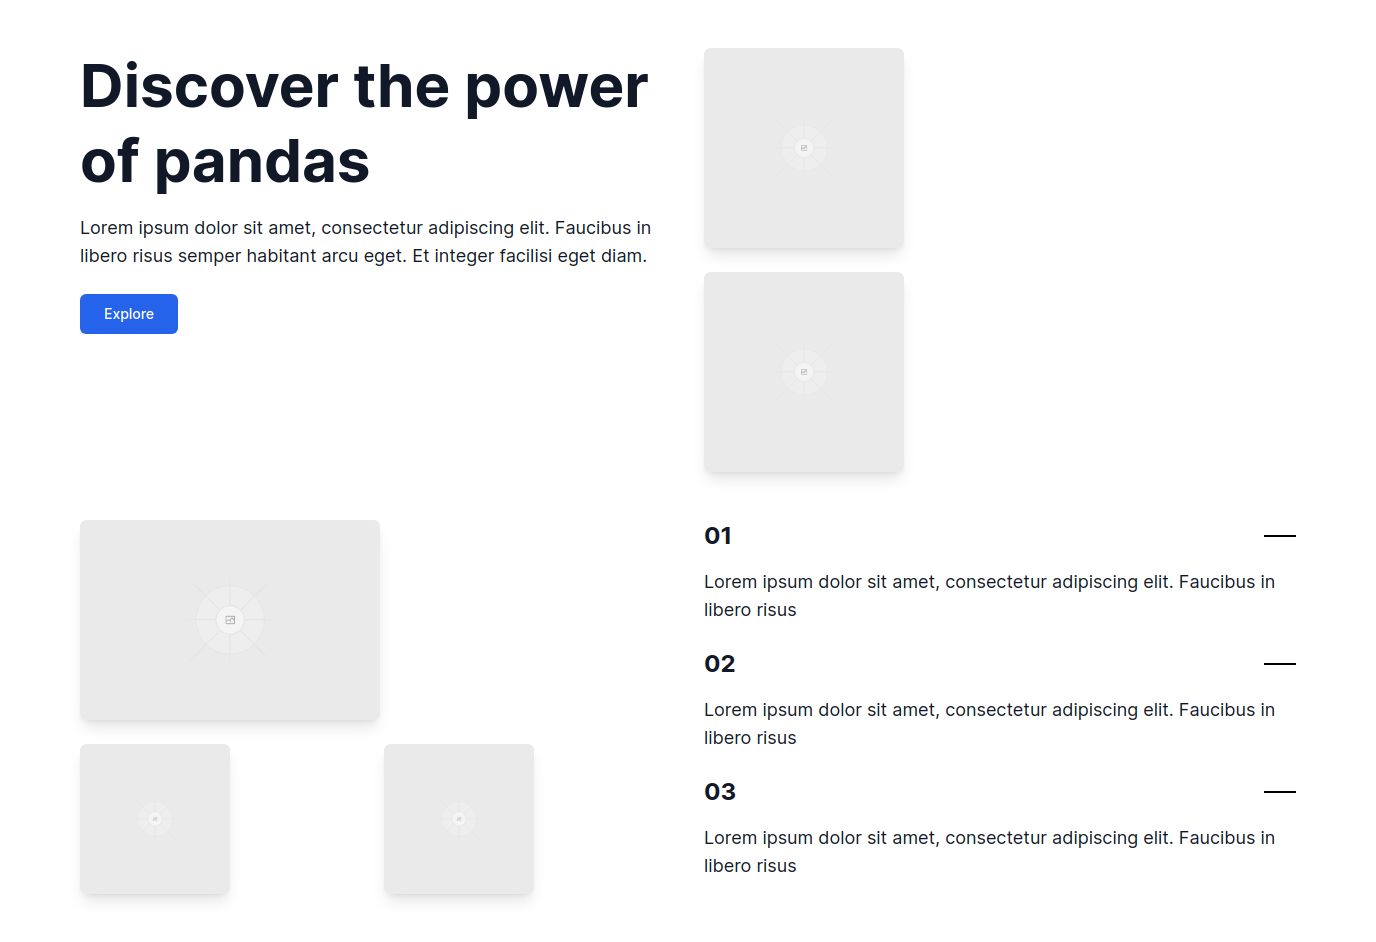 Discover the power
of pandas
Lorem ipsum dolor sit amet, consectetur adipiscing elit. Faucibus in
libero risus semper habitant arcu eget. Et integer facilisi eget diam.
Explore
01
Lorem ipsum dolor sit amet, consectetur adipiscing elit. Faucibus in
libero risus
02
Lorem ipsum dolor sit amet, consectetur adipiscing elit. Faucibus in
libero risus
03
Lorem ipsum dolor sit amet, consectetur adipiscing elit. Faucibus in
libero risus